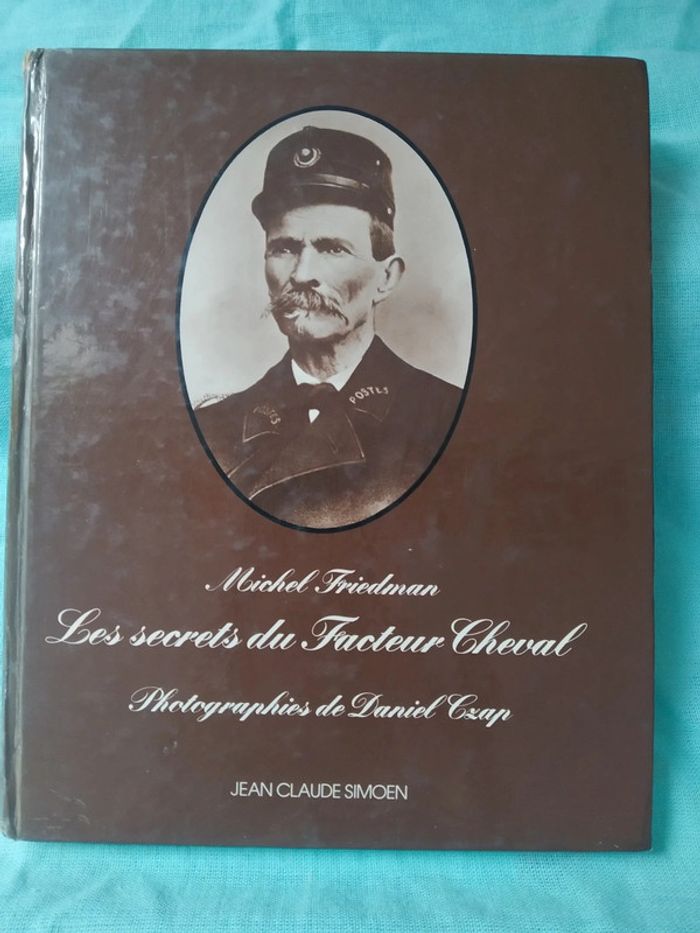 POSTES
POSTES
Michel Friedman
Les secrets du Facteur Cheval
Photographies de Daniel Czap
JEAN CLAUDE SIMOEN